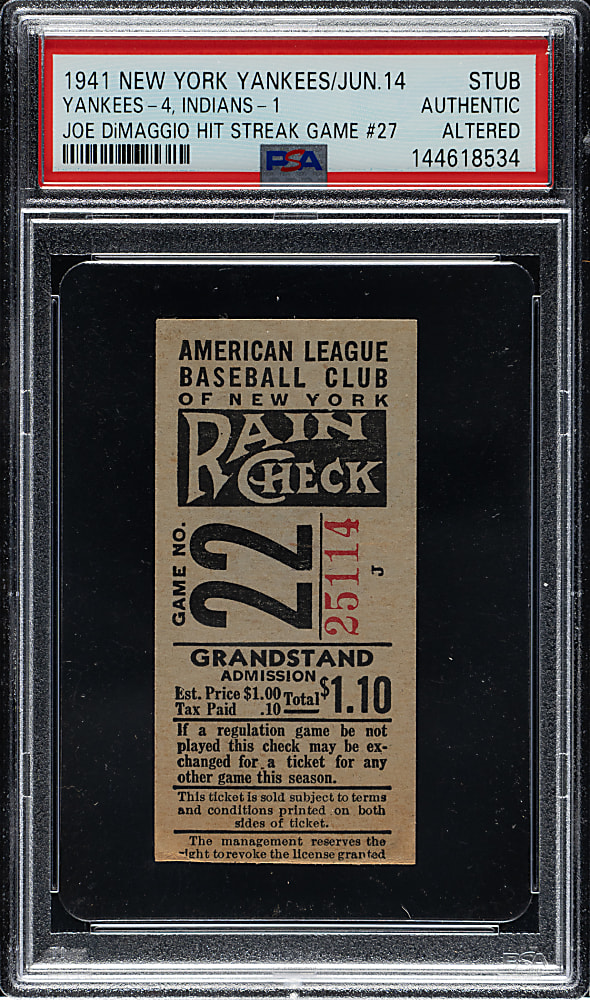 1941 NEW YORK YANKEES/JUN.14 STUB
YANKEES-4, INDIANS-1 AUTHENTIC
JOE DiMAGGIO HIT STREAK GAME #27 ALTERED
PSA 144618534
AMERICAN LEAGUE
BASEBALL CLUB
OF NEW YORK
RAIN
CHECK
GAME NO.
22
25114
J
GRANDSTAND
ADMISSION
Est. Price $1.00 Total $1.10
Tax Paid .10
If a regulation game be not
played this check may be ex-
changed for a ticket for any
other game this season.
This ticket is sold subject to terms
and conditions printed on both
sides of ticket.
The management reserves the
ight to revoke the license granted
PSA